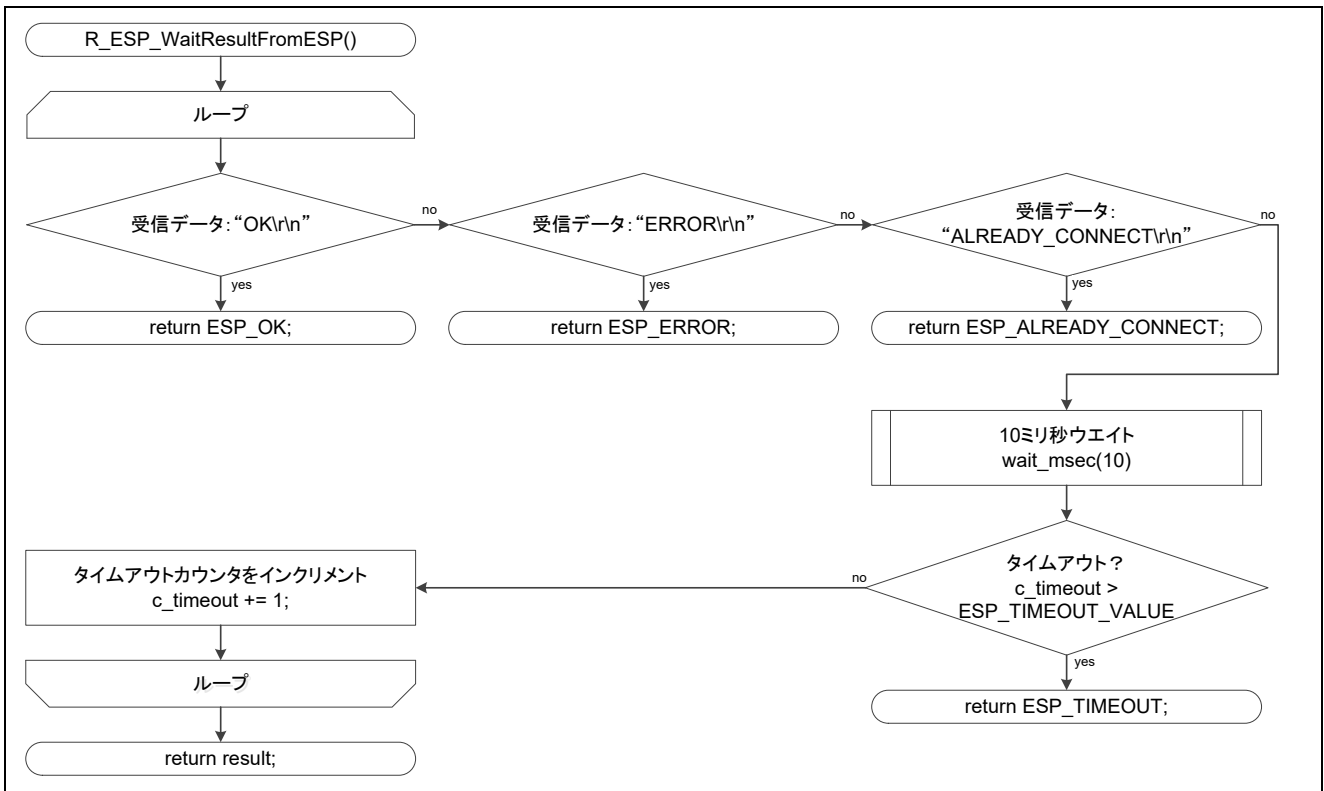 R_ESP_WaitResultFromESP()
ループ
受信データ:“OK\r\n”
no
yes
return ESP_OK;
受信データ:“ERROR\r\n”
no
yes
return ESP_ERROR;
受信データ:
“ALREADY_CONNECT\r\n”
no
yes
return ESP_ALREADY_CONNECT;
10ミリ秒ウエイト
wait_msec(10)
タイムアウト？
c_timeout >
ESP_TIMEOUT_VALUE
no
yes
return ESP_TIMEOUT;
タイムアウトカウンタをインクリメント
c_timeout += 1;
ループ
return result;